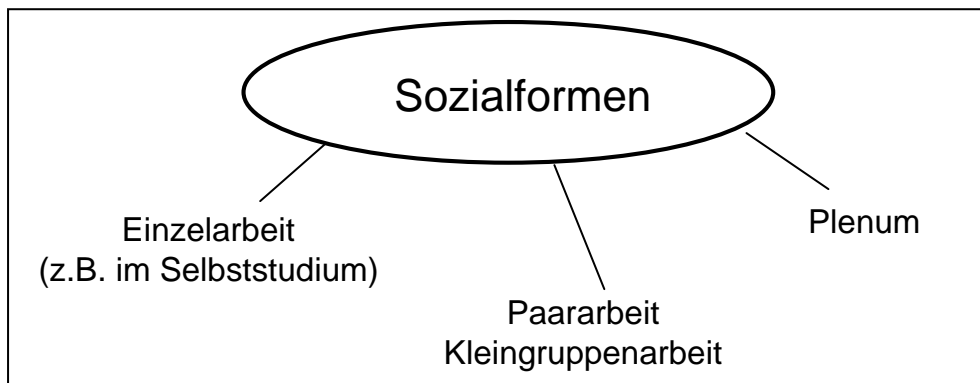 Sozialformen
Einzelarbeit
(z.B. im Selbststudium)
Plenum
Paararbeit
Kleingruppenarbeit